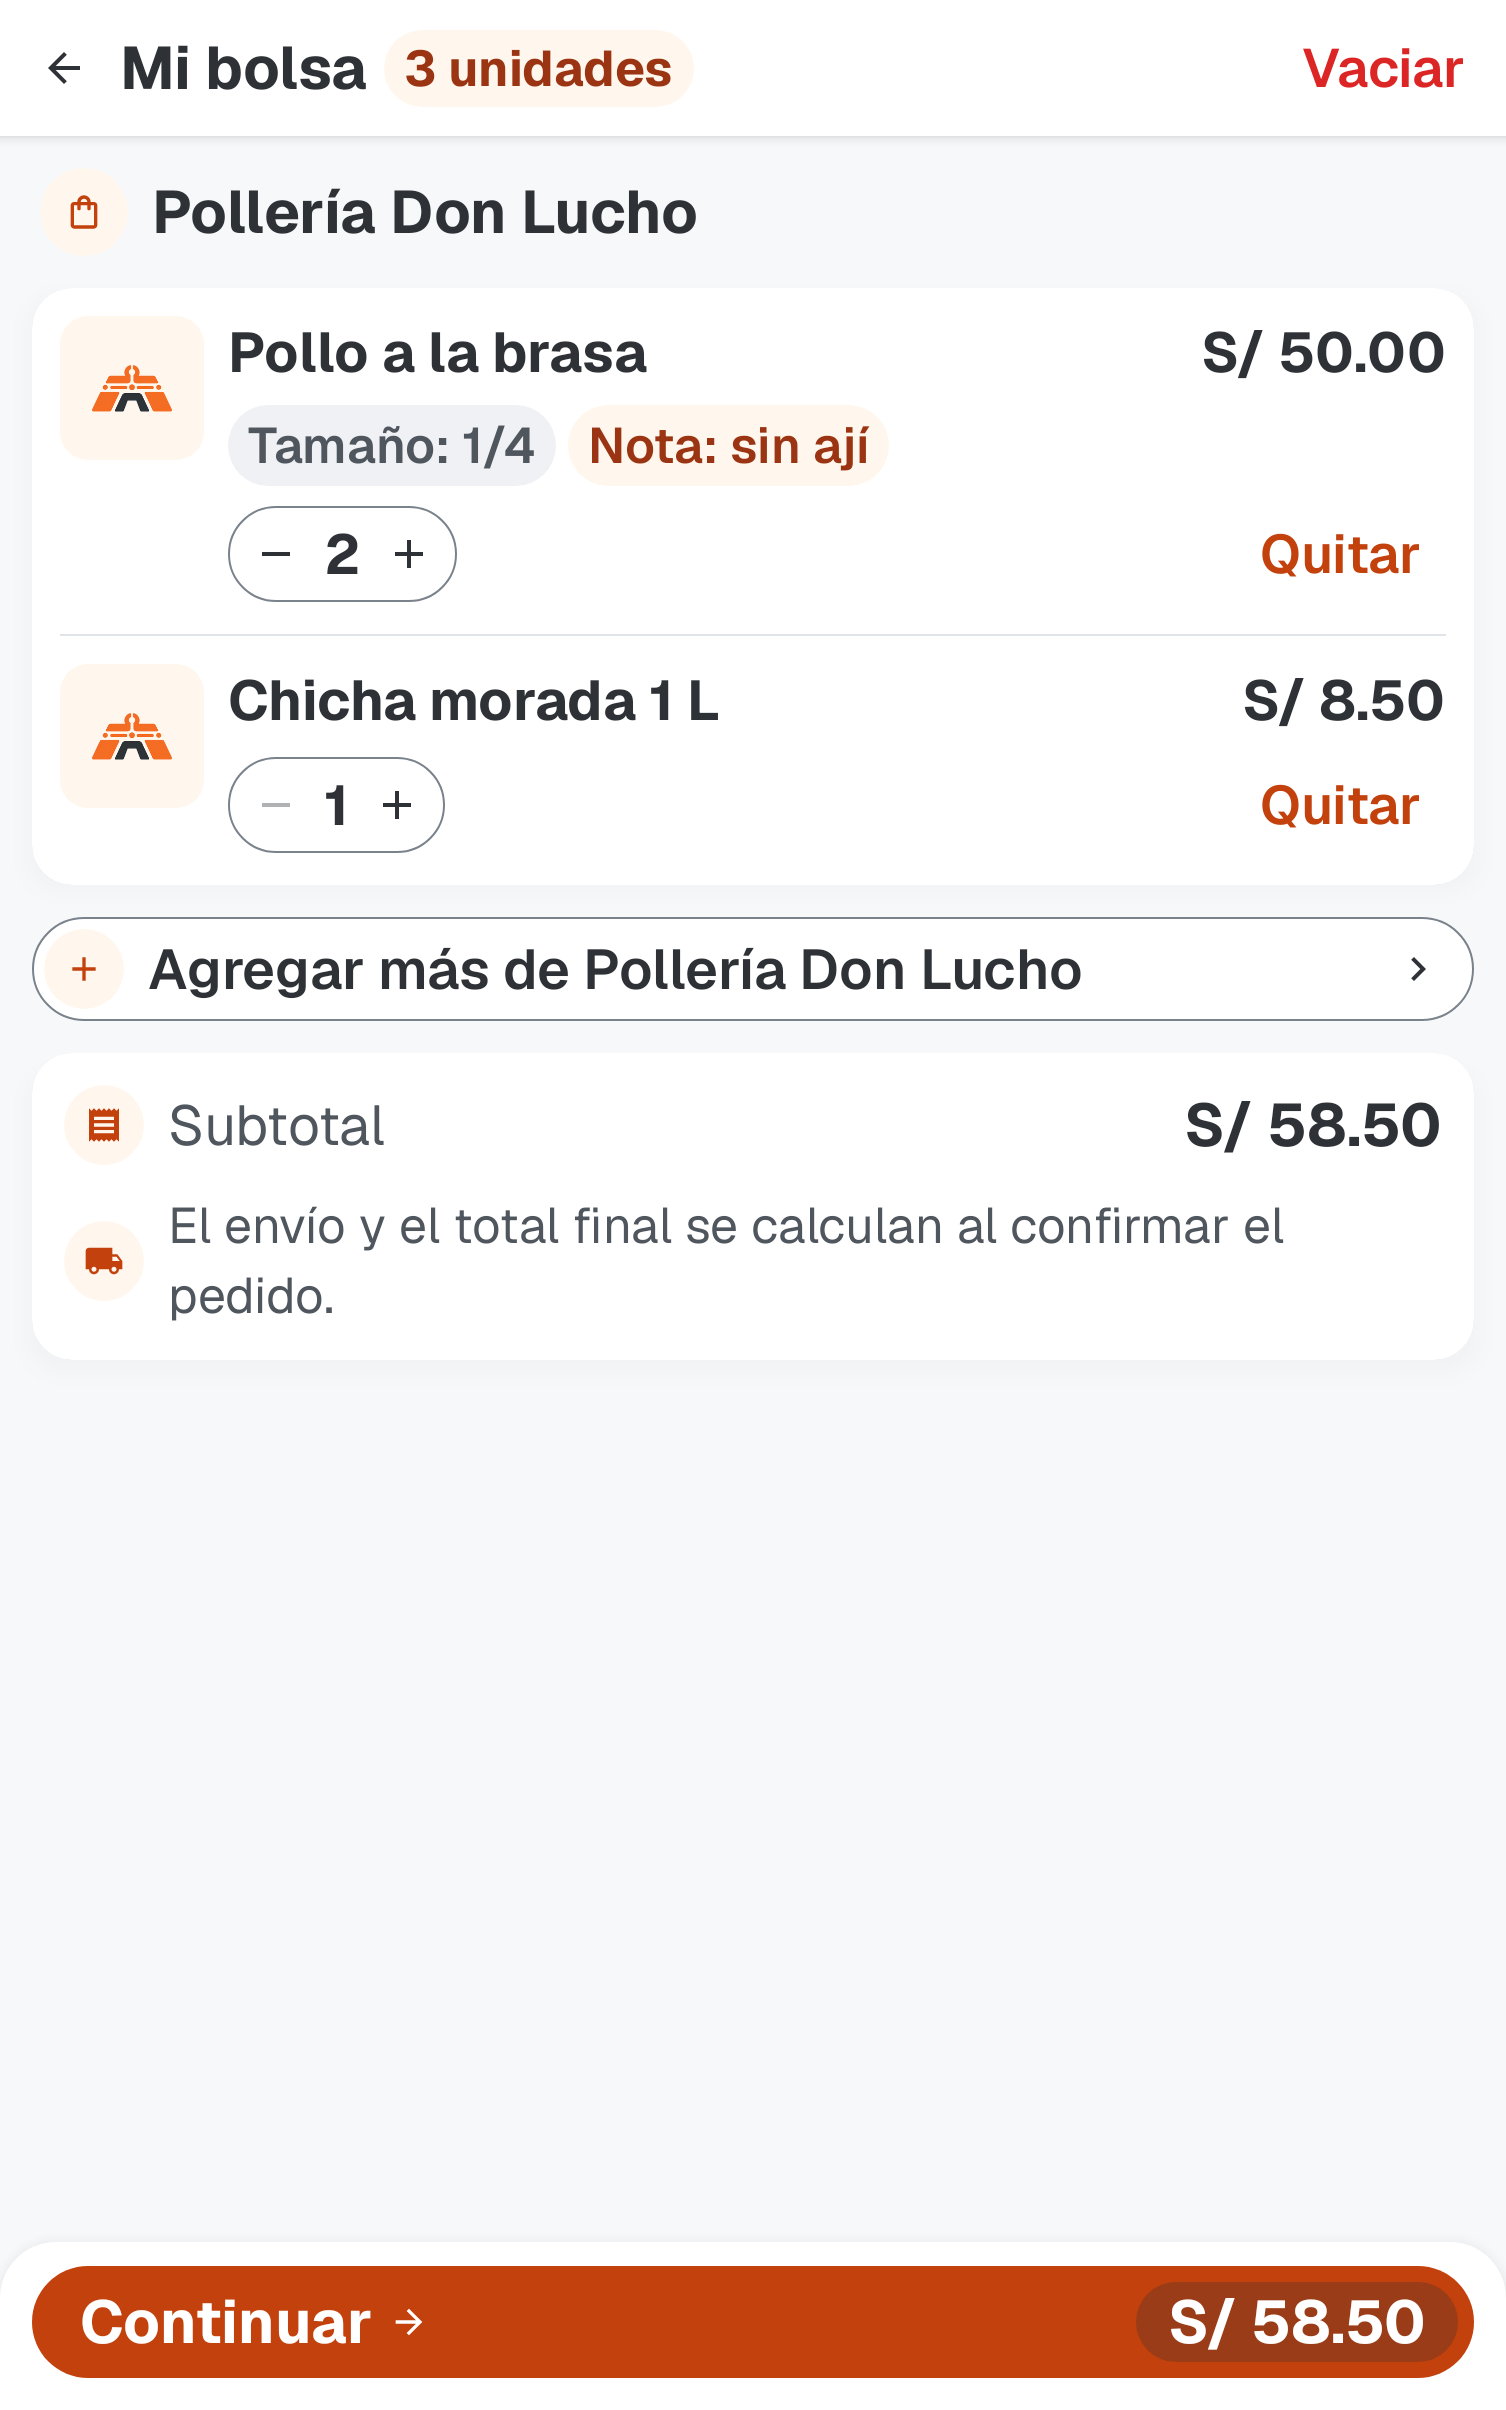 Mi bolsa 3 unidades Vaciar
Pollería Don Lucho
Pollo a la brasa S/ 50.00
Tamaño: 1/4 Nota: sin ají
2 Quitar
Chicha morada 1 L S/ 8.50
1 Quitar
Agregar más de Pollería Don Lucho
Subtotal S/ 58.50
El envío y el total final se calculan al confirmar el
pedido.
Continuar S/ 58.50